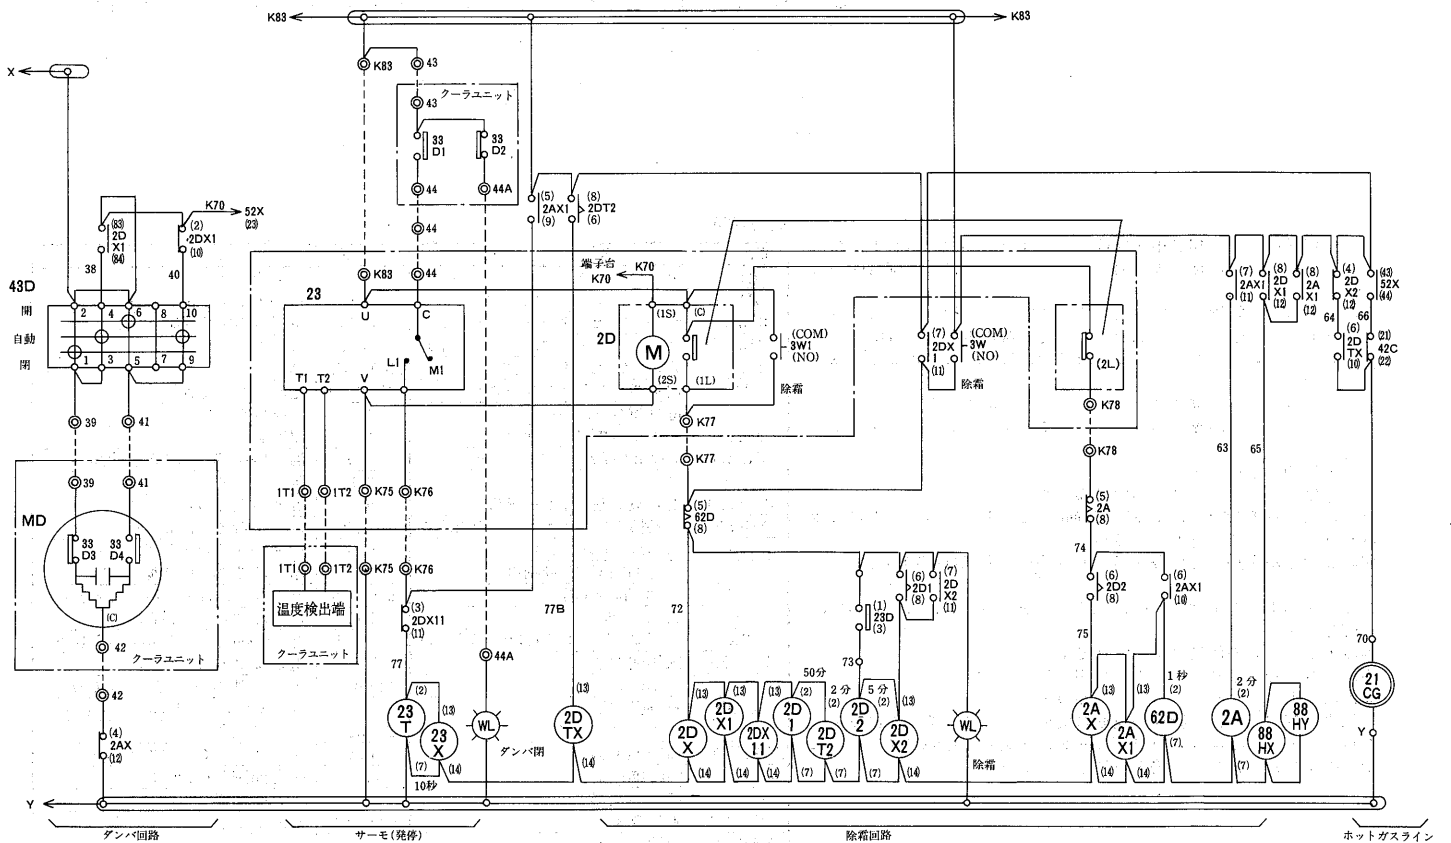 K83
K83
X
K83
43
43
クーラユニット
33
D1
33
D2
44
44A
44
K83
44
(5)
2AX1
(9)
(8)
2DT2
(6)
K70
52X
(23)
(83)
2D
X1
(84)
(2)
2DX1
(10)
38
40
43D
開
自動
閉
2
4
6
8
10
1
3
5
7
9
39
41
39
41
MD
33
D3
33
D4
(C)
42
クーラユニット
42
(4)
2AX
(12)
Y
ダンパ回路
23
U
C
L1
M1
T1
T2
V
1T1
1T2
K75
K76
1T1
1T2
K75
K76
温度検出端
クーラユニット
(3)
2DX11
(11)
77
(2)
23
T
(7)
10秒
(13)
23
X
(14)
44A
WL
ダンパ閉
サーモ(発停)
77B
(13)
2D
TX
(14)
端子台
K70
K70
2D
(1S)
(C)
M
(2S)
(1L)
(COM)
3W1
(NO)
除霜
K77
K77
(5)
62D
(8)
72
(7)
2DX
1
(11)
(COM)
3W
(NO)
除霜
(2L)
K78
K78
(5)
2A
(8)
74
(6)
2D2
(8)
(6)
2AX1
(10)
75
(1)
23D
(3)
73
(6)
2D1
(8)
(7)
2D
X2
(11)
2D
X
(13)
(14)
2D
X1
(13)
(14)
2DX
11
(13)
(14)
50分
(2)
2D
1
(7)
2分
(2)
2D
T2
(7)
5分
(2)
2D
2
(7)
(13)
2D
X2
(14)
WL
除霜
2A
X
(13)
(14)
2A
X1
(13)
(14)
1秒
(2)
62D
(7)
2分
(2)
2A
(7)
88
HX
88
HY
除霜回路
(7)
2AX1
(11)
(8)
2D
X1
(12)
(8)
2A
X1
(12)
(4)
2D
X2
(12)
(43)
52X
(44)
64
66
(6)
2D
TX
(10)
(21)
42C
(22)
63
65
70
21
CG
Y
ホットガスライン